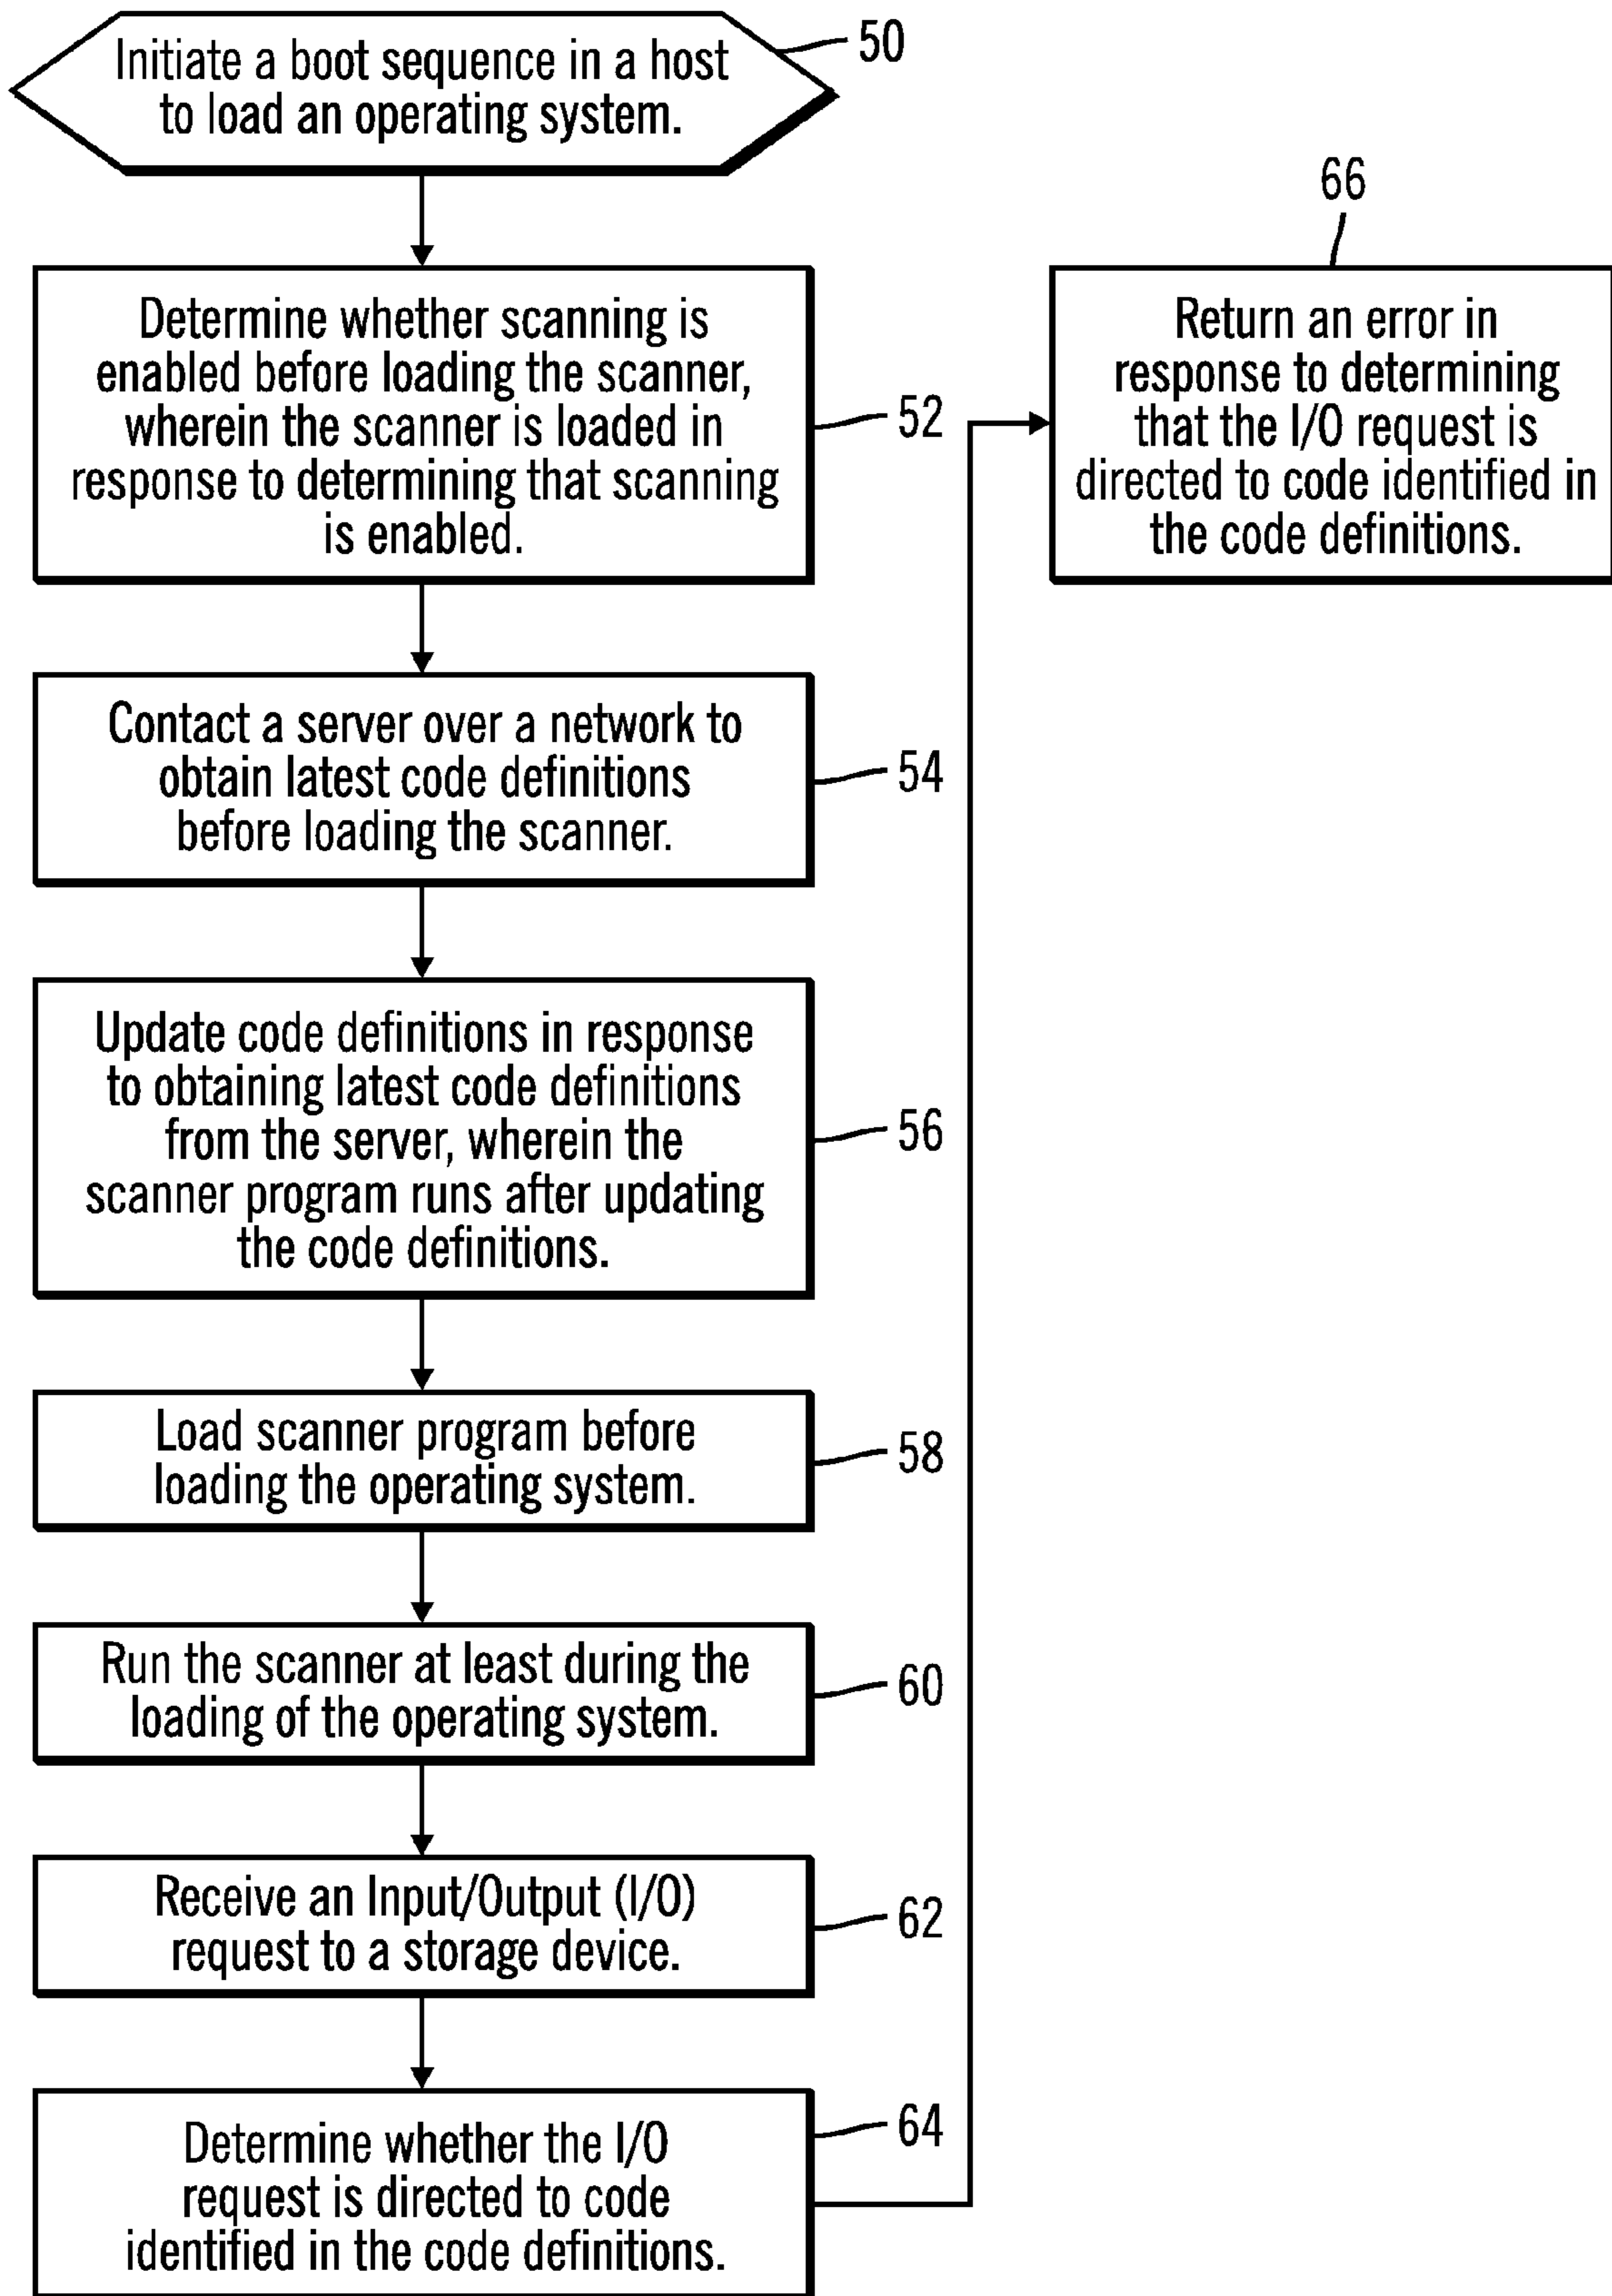 Initiate a boot sequence in a host
to load an operating system.
50
Determine whether scanning is
enabled before loading the scanner,
wherein the scanner is loaded in
response to determining that scanning
is enabled.
52
Contact a server over a network to
obtain latest code definitions
before loading the scanner.
54
Update code definitions in response
to obtaining latest code definitions
from the server, wherein the
scanner program runs after updating
the code definitions.
56
Load scanner program before
loading the operating system.
58
Run the scanner at least during the
loading of the operating system.
60
Receive an Input/Output (I/O)
request to a storage device.
62
Determine whether the I/O
request is directed to code
identified in the code definitions.
64
66
Return an error in
response to determining
that the I/O request is
directed to code identified in
the code definitions.